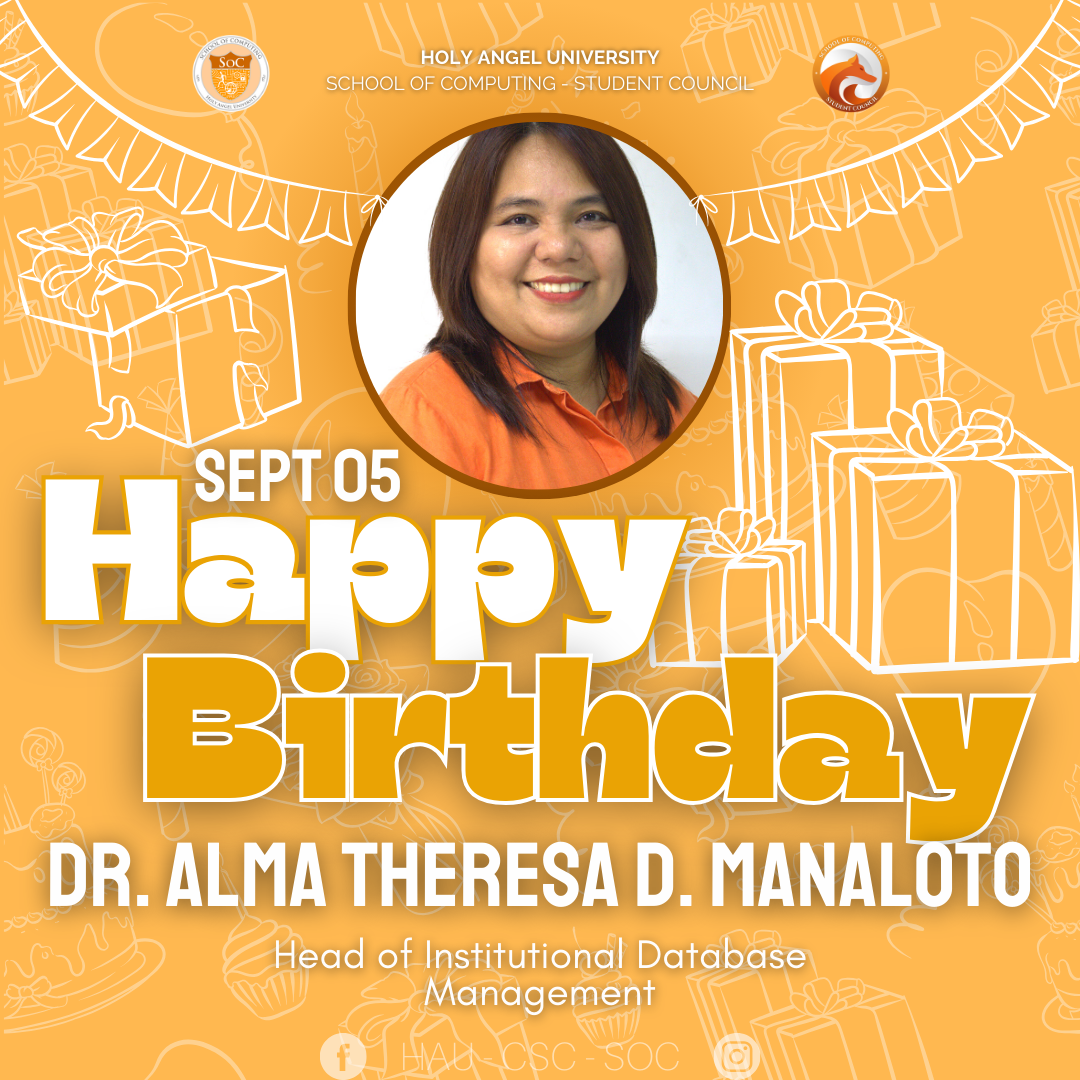 HOLY ANGEL UNIVERSITY
SCHOOL OF COMPUTING - STUDENT COUNCIL
SCHOOL OF COMPUTING
SoC
HOLY ANGEL UNIVERSITY
SCHOOL OF COMPUTING
STUDENT COUNCIL
SEPT 05
Happy
Birthday
DR. ALMA THERESA D. MANALOTO
Head of Institutional Database
Management
HAU - CSC - SOC